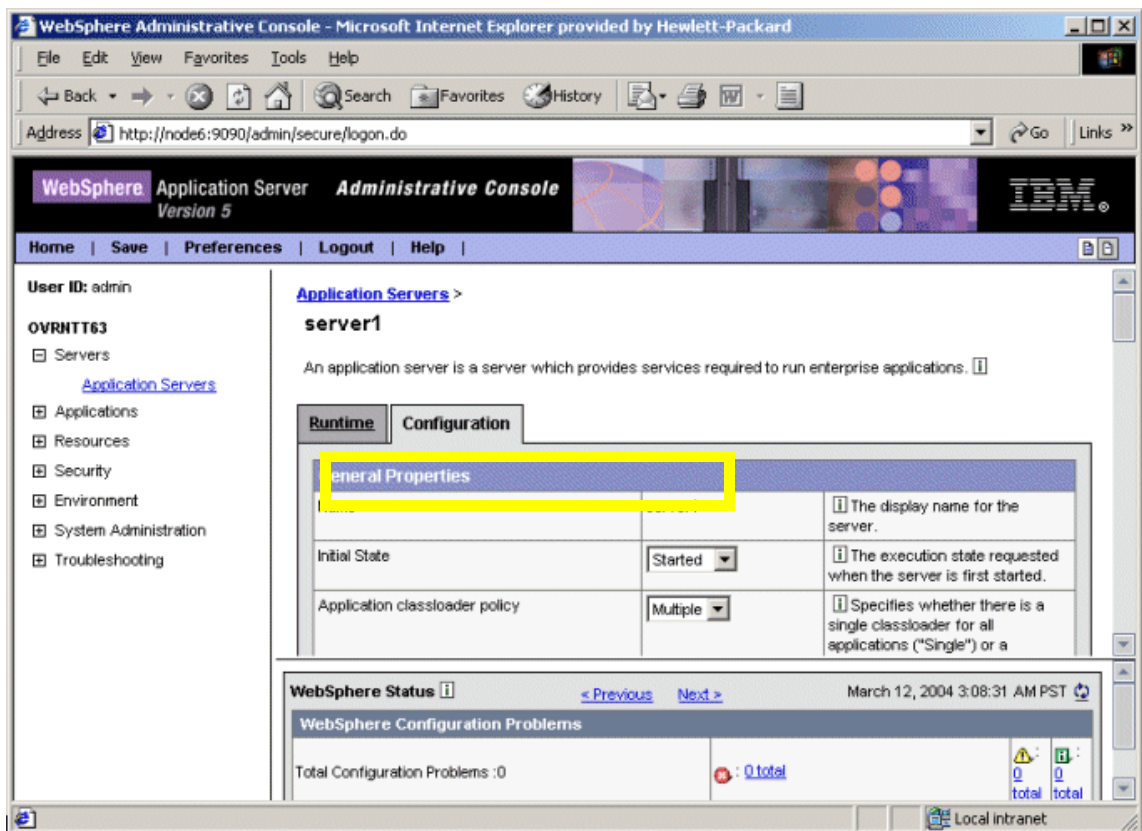 WebSphere Administrative Console - Microsoft Internet Explorer provided by Hewlett-Packard
File Edit View Favorites Tools Help
Back Search Favorites History
Address http://node6:9090/admin/secure/logon.do Go Links »
WebSphere Application Server Administrative Console
Version 5
IBM
Home | Save | Preferences | Logout | Help |
User ID: admin
OVRNTT63
Servers
Application Servers
Applications
Resources
Security
Environment
System Administration
Troubleshooting
Application Servers >
server1
An application server is a server which provides services required to run enterprise applications. i
Runtime Configuration
General Properties
i The display name for the
server.
Initial State Started i The execution state requested
when the server is first started.
Application classloader policy Multiple i Specifies whether there is a
single classloader for all
applications ("Single") or a
WebSphere Status i < Previous Next > March 12, 2004 3:08:31 AM PST
WebSphere Configuration Problems
Total Configuration Problems :0 : 0 total : 0 total : 0 total
Local intranet